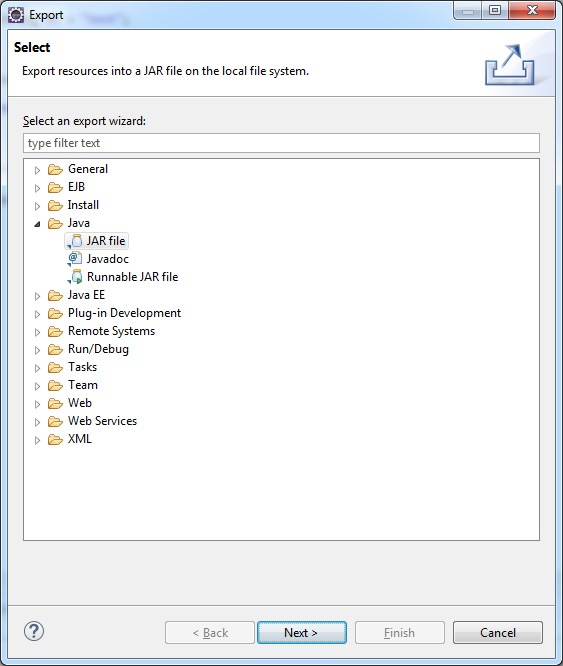 Export
Select
Export resources into a JAR file on the local file system.
Select an export wizard:
type filter text
General
EJB
Install
Java
JAR file
Javadoc
Runnable JAR file
Java EE
Plug-in Development
Remote Systems
Run/Debug
Tasks
Team
Web
Web Services
XML
? < Back Next > Finish Cancel